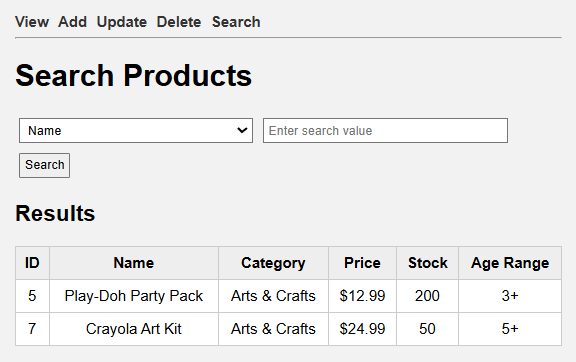 View Add Update Delete Search
Search Products
Name Enter search value
Search
Results
ID Name Category Price Stock Age Range
5 Play-Doh Party Pack Arts & Crafts $12.99 200 3+
7 Crayola Art Kit Arts & Crafts $24.99 50 5+